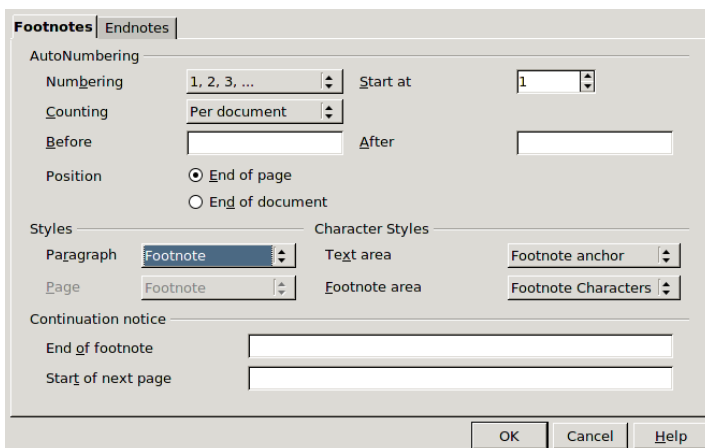 Footnotes Endnotes
AutoNumbering
Numbering 1, 2, 3, ... Start at 1
Counting Per document
Before After
Position End of page
End of document
Styles Character Styles
Paragraph Footnote Text area Footnote anchor
Page Footnote Footnote area Footnote Characters
Continuation notice
End of footnote
Start of next page
OK Cancel Help